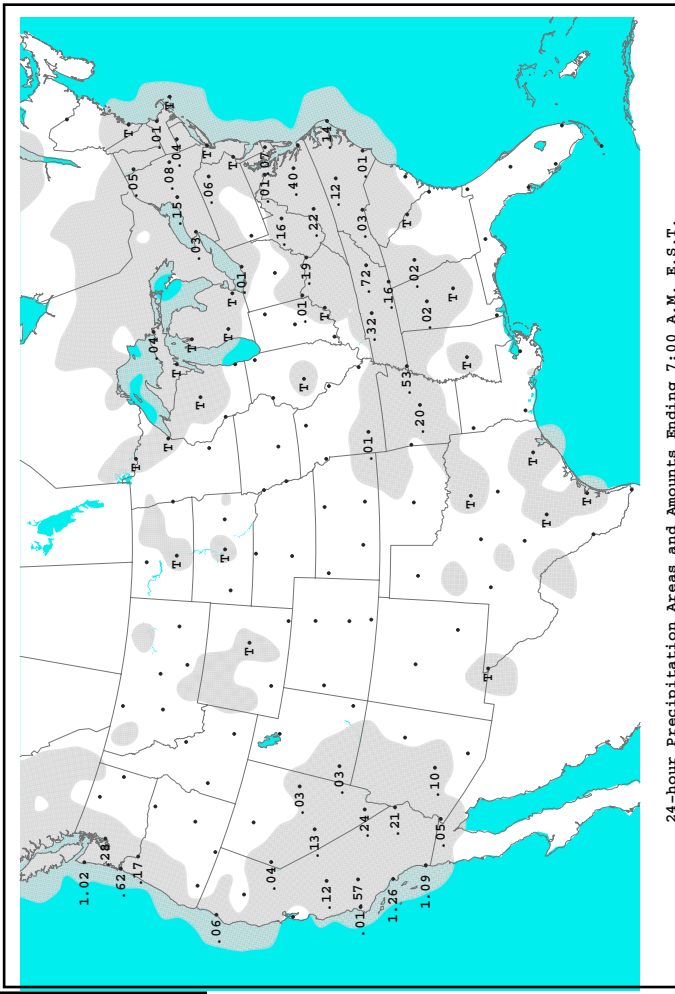 T
T .05
1.02
.28
.62
.17
.04 .01
T .08 T
T T .15 .04
T .03
T T .06
.06
T T T .01 T
T
.01 .07
.04 .16 .40
.03 T .01 .19 .22
.13 T
.12 .12 .14
.03
.01 .57 .24 .01 .72 .03 .01
.32 .16
1.26 .21 .53 .02 T
1.09 .20 .02
.05 .10 T
T T
T
T
T
T
24-hour Precipitation Areas and Amounts Ending 7:00 A.M. E.S.T.